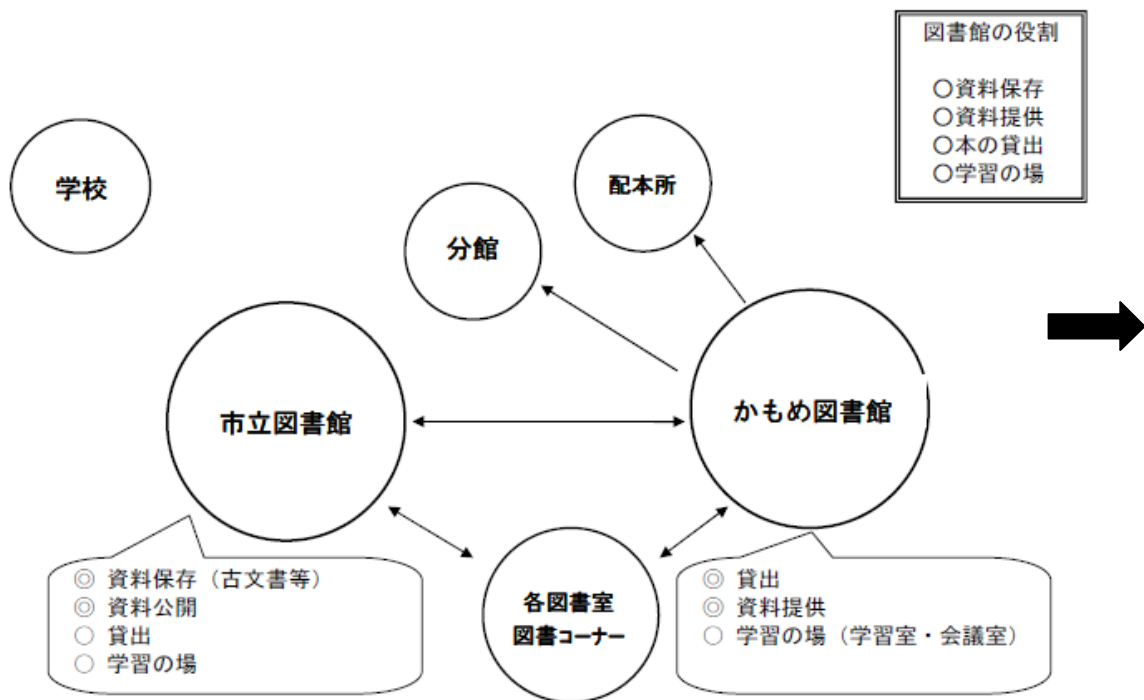 図書館の役割
〇資料保存
〇資料提供
〇本の貸出
〇学習の場
学校
配本所
分館
市立図書館
かもめ図書館
各図書室
図書コーナー
◎ 資料保存（古文書等）
◎ 資料公開
○ 貸出
○ 学習の場
◎ 貸出
◎ 資料提供
○ 学習の場（学習室・会議室）